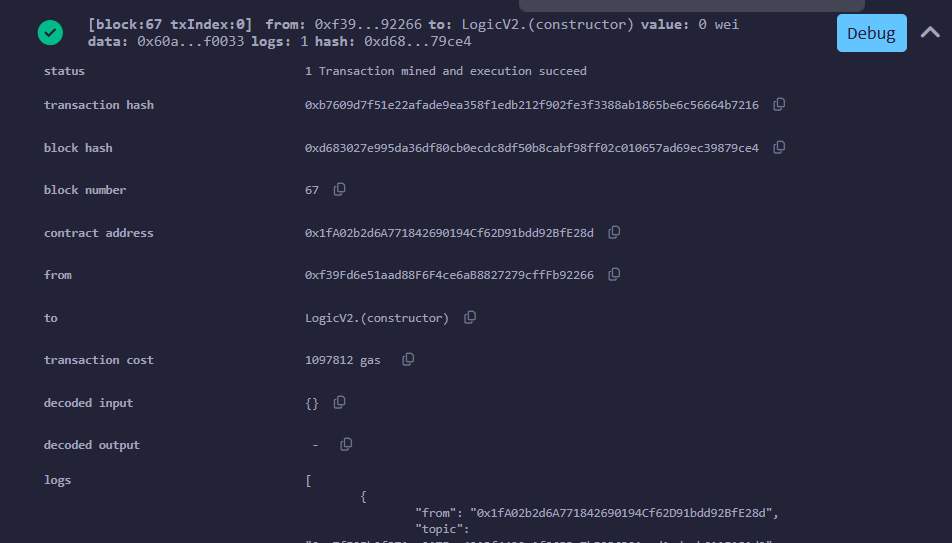 [block:67 txIndex:0] from: 0xf39...92266 to: LogicV2.(constructor) value: 0 wei
data: 0x60a...f0033 logs: 1 hash: 0xd68...79ce4
Debug
status 1 Transaction mined and execution succeed
transaction hash 0xb7609d7f51e22afade9ea358f1edb212f902fe3f3388ab1865be6c56664b7216
block hash 0xd683027e995da36df80cb0ecdc8df50b8cabf98ff02c010657ad69ec39879ce4
block number 67
contract address 0x1fA02b2d6A771842690194Cf62D91bdd92BfE28d
from 0xf39Fd6e51aad88F6F4ce6aB8827279cffFb92266
to LogicV2.(constructor)
transaction cost 1097812 gas
decoded input {}
decoded output -
logs [
{
"from": "0x1fA02b2d6A771842690194Cf62D91bdd92BfE28d",
"topic":